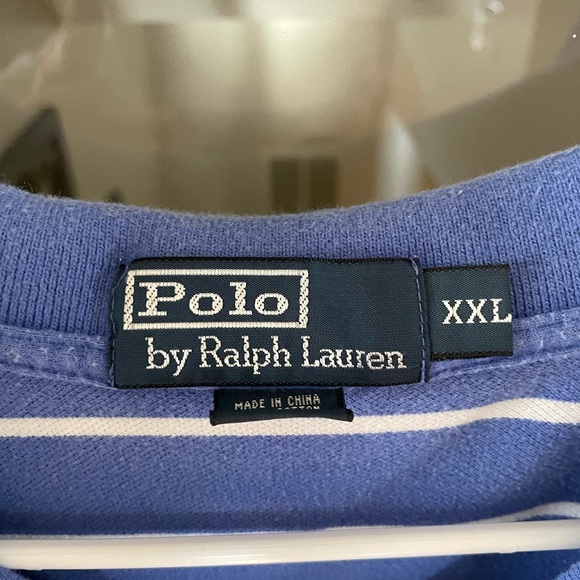 Polo
by Ralph Lauren
XXL
MADE IN CHINA